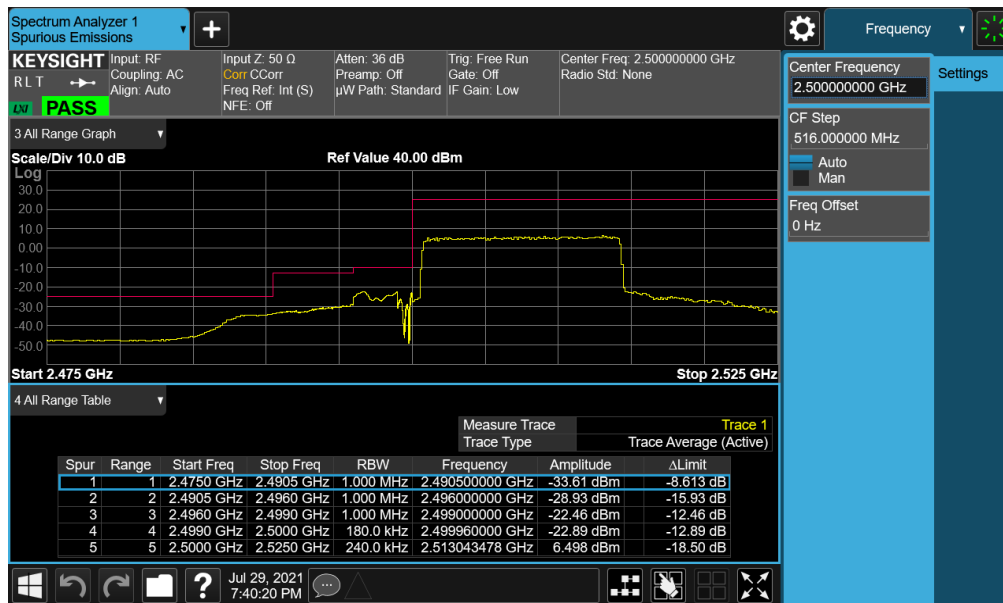 Spectrum Analyzer 1
Spurious Emissions
+
Frequency
KEYSIGHT
R L T
LXI
PASS
Input: RF
Coupling: AC
Align: Auto
Input Z: 50 Ω
Corr CCorr
Freq Ref: Int (S)
NFE: Off
Atten: 36 dB
Preamp: Off
µW Path: Standard
Trig: Free Run
Gate: Off
IF Gain: Low
Center Freq: 2.500000000 GHz
Radio Std: None
Center Frequency
2.500000000 GHz
Settings
CF Step
516.000000 MHz
Auto
Man
Freq Offset
0 Hz
3 All Range Graph
Scale/Div 10.0 dB
Ref Value 40.00 dBm
Log
30.0
20.0
10.0
0.00
-10.0
-20.0
-30.0
-40.0
-50.0
Start 2.475 GHz
Stop 2.525 GHz
4 All Range Table
Measure Trace Trace 1
Trace Type Trace Average (Active)
Spur Range Start Freq Stop Freq RBW Frequency Amplitude ΔLimit
1 1 2.4750 GHz 2.4905 GHz 1.000 MHz 2.490500000 GHz -33.61 dBm -8.613 dB
2 2 2.4905 GHz 2.4960 GHz 1.000 MHz 2.496000000 GHz -28.93 dBm -15.93 dB
3 3 2.4960 GHz 2.4990 GHz 1.000 MHz 2.499000000 GHz -22.46 dBm -12.46 dB
4 4 2.4990 GHz 2.5000 GHz 180.0 kHz 2.499960000 GHz -22.89 dBm -12.89 dB
5 5 2.5000 GHz 2.5250 GHz 240.0 kHz 2.513043478 GHz 6.498 dBm -18.50 dB
?
Jul 29, 2021
7:40:20 PM